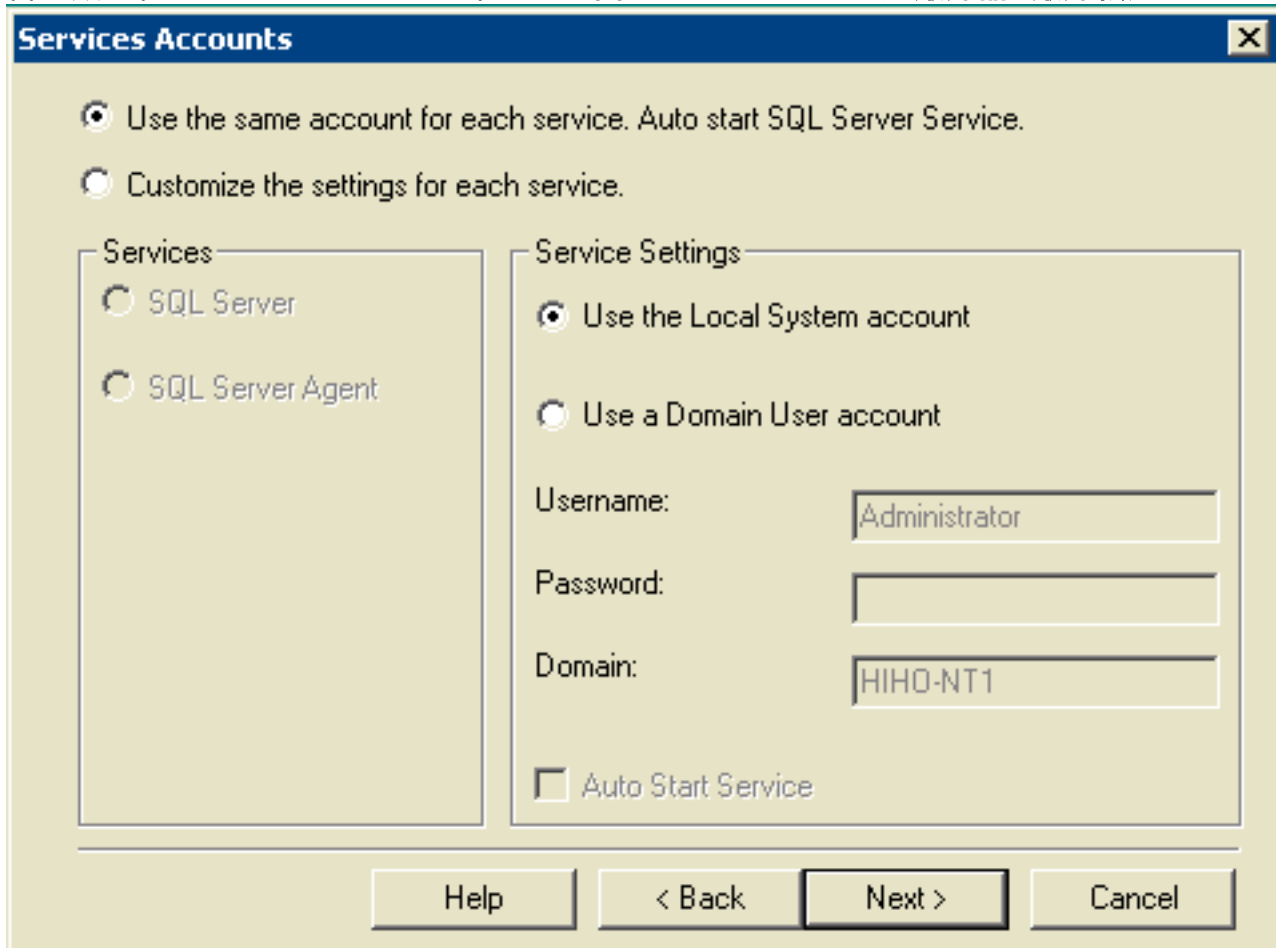 Services Accounts
Use the same account for each service. Auto start SQL Server Service.
Customize the settings for each service.
Services
SQL Server
SQL Server Agent
Service Settings
Use the Local System account
Use a Domain User account
Username:
Administrator
Password:
Domain:
HIHO-NT1
Auto Start Service
Help
< Back
Next >
Cancel